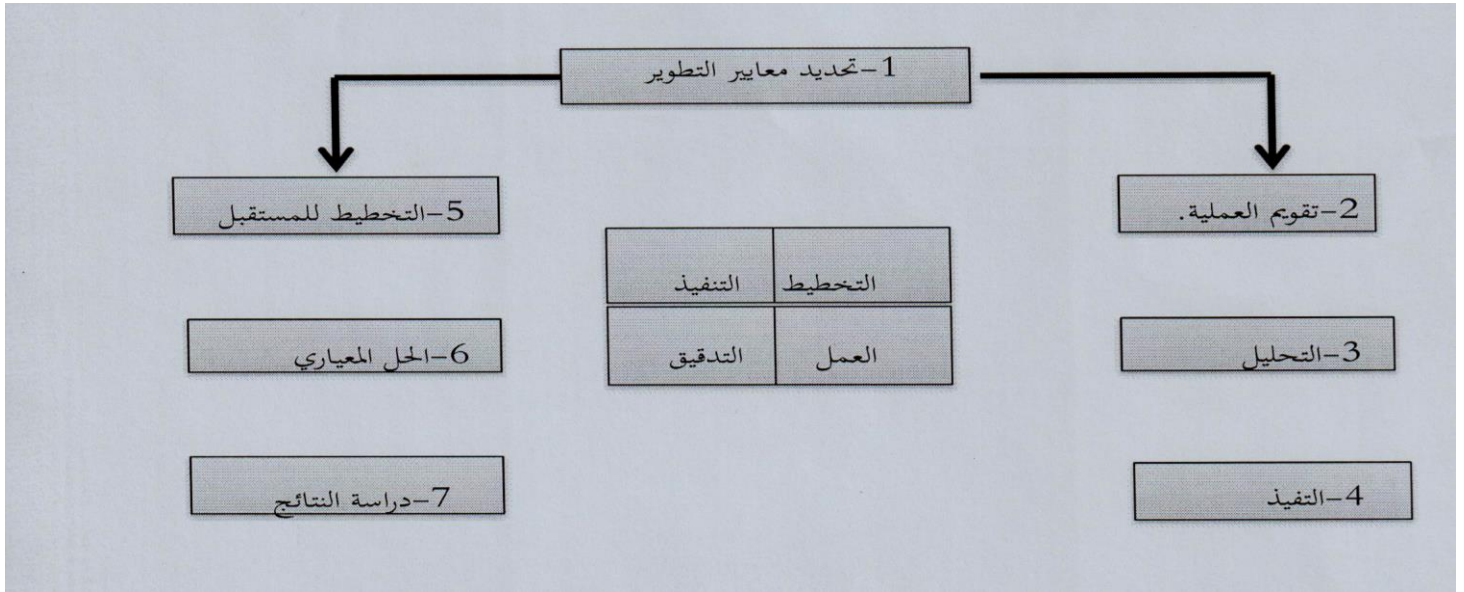 1-تحديد معايير التطوير
2-تقويم العملية.
3-التحليل
4-التفيذ
التخطيط
التنفيذ
العمل
التدقيق
5-التخطيط للمستقبل
6-الحل المعياري
7-دراسة النتائج